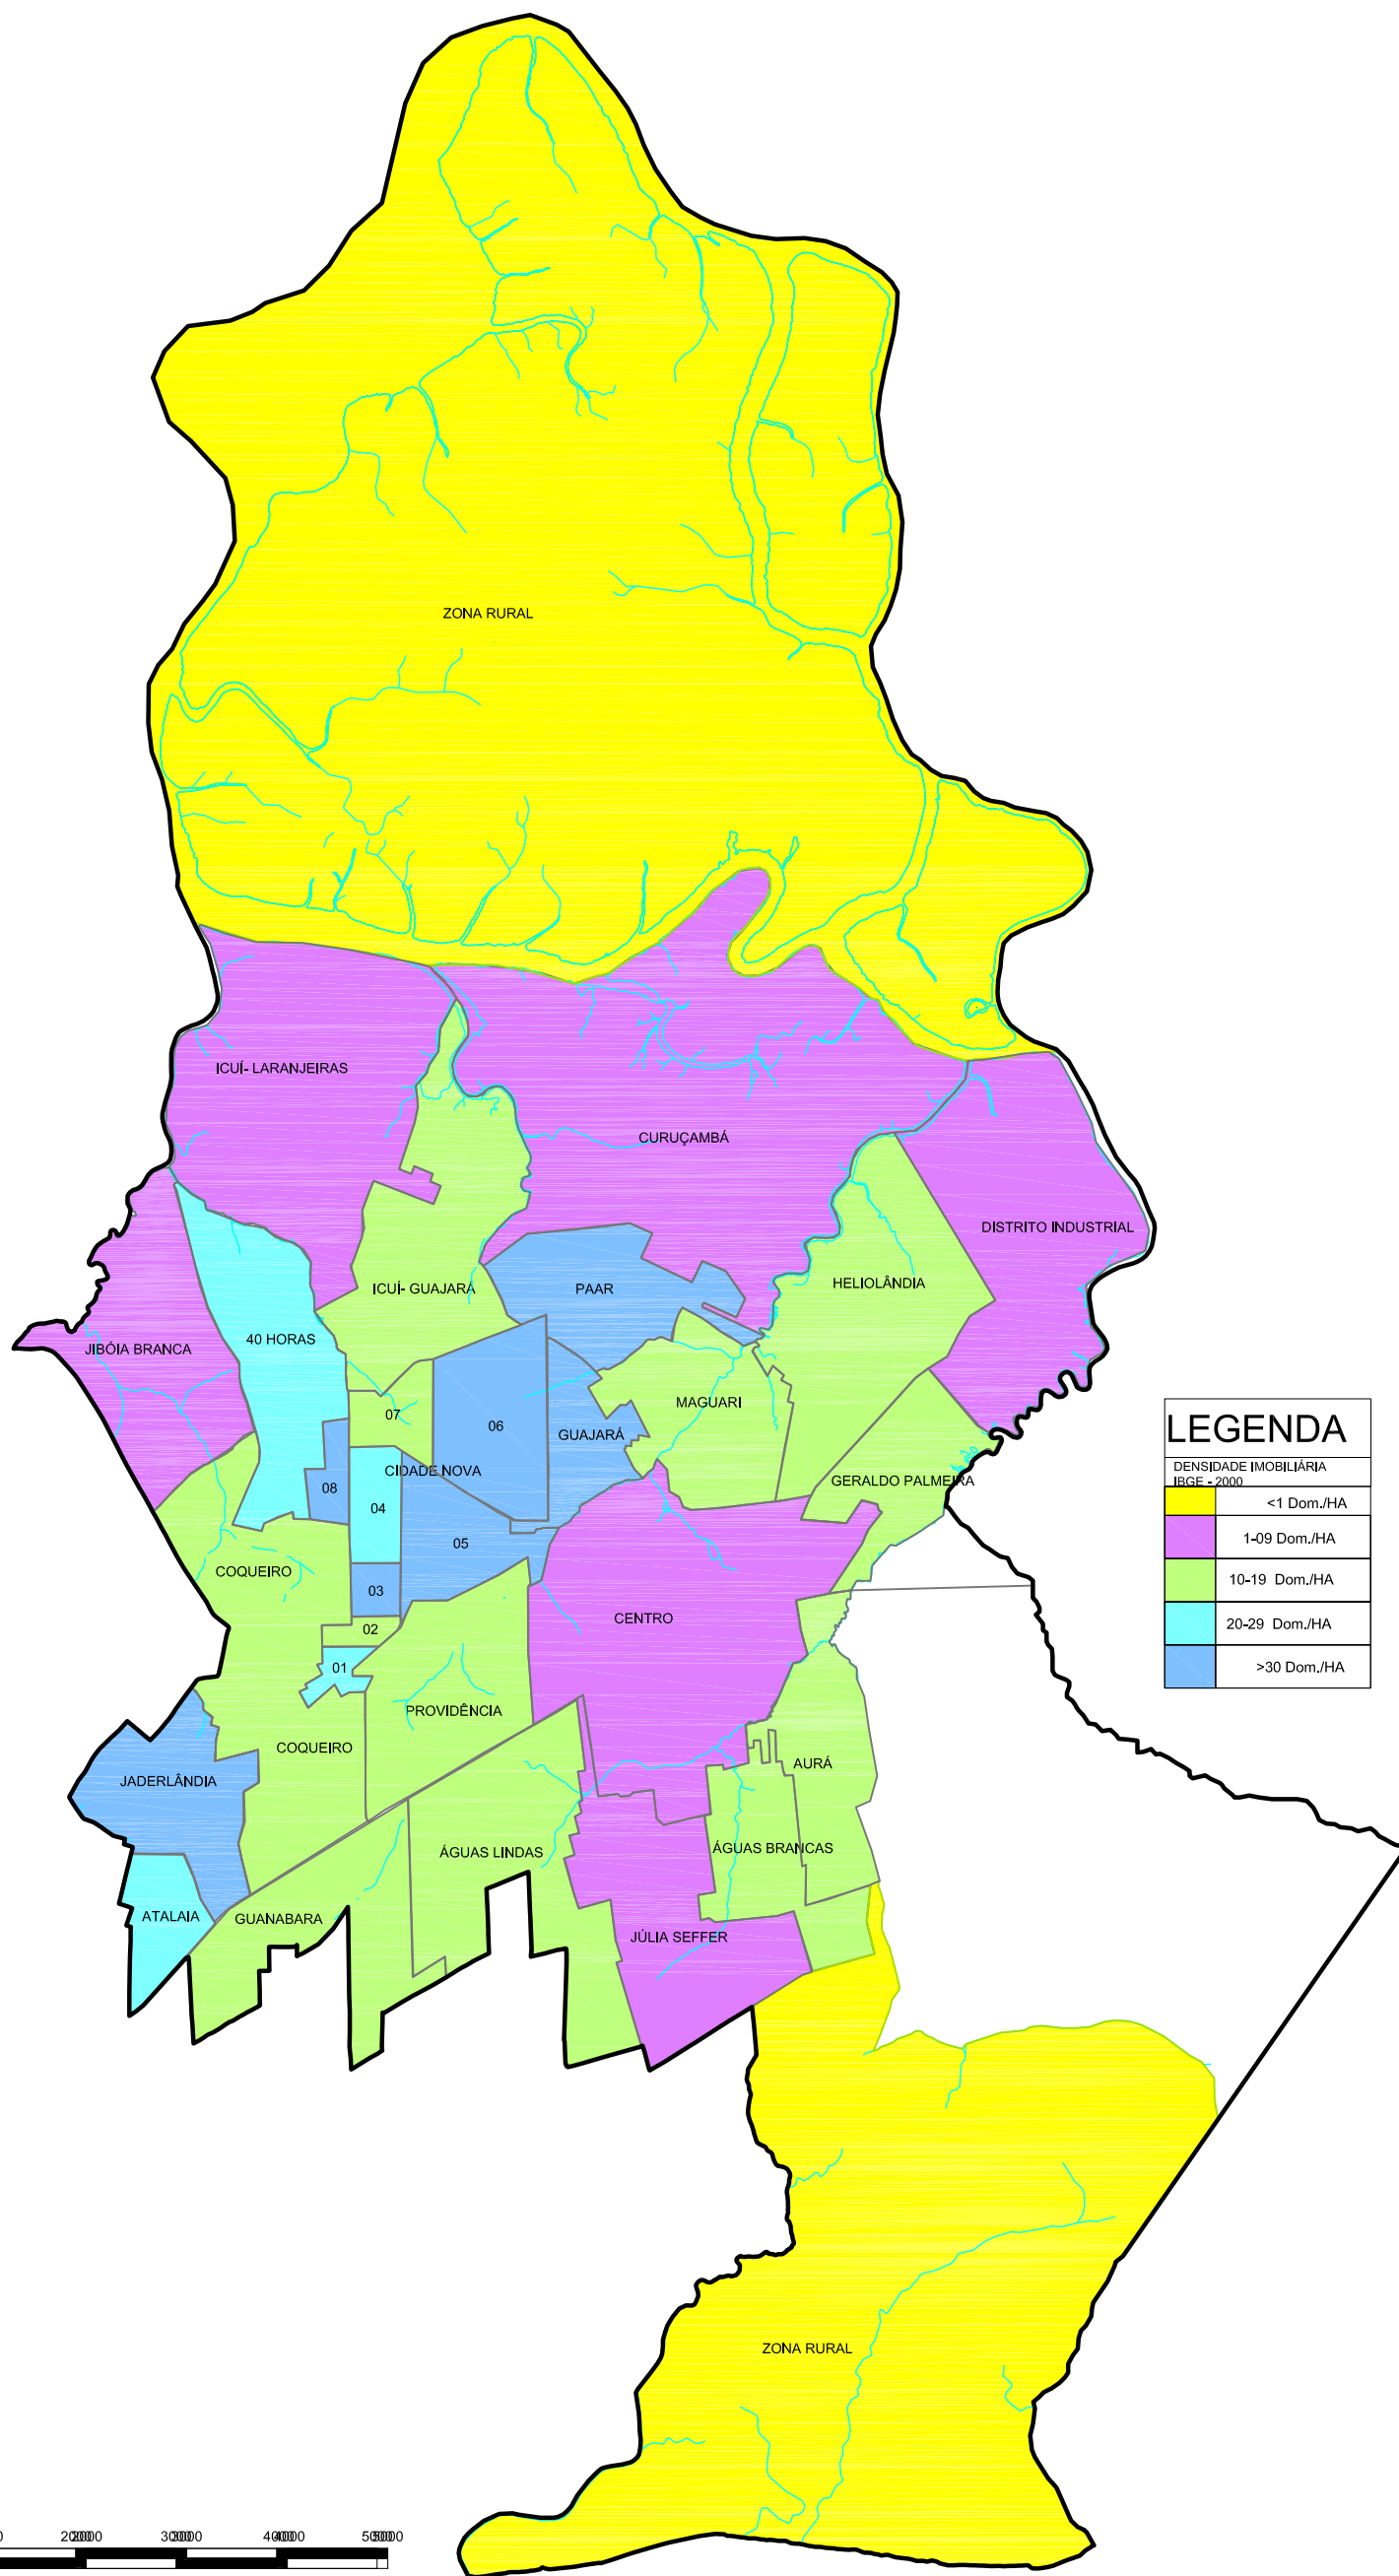 ZONA RURAL
ICUÍ- LARANJEIRAS
CURUÇAMBÁ
DISTRITO INDUSTRIAL
ICUÍ- GUAJARÁ
PAAR
HELIOLÂNDIA
40 HORAS
JIBÓIA BRANCA
MAGUARI
07
06
GUAJARÁ
CIDADE NOVA
GERALDO PALMEIRA
08
04
05
COQUEIRO
03
CENTRO
02
01
PROVIDÊNCIA
COQUEIRO
AURÁ
JADERLÂNDIA
ÁGUAS LINDAS
ÁGUAS BRANCAS
ATALAIA
GUANABARA
JÚLIA SEFFER
ZONA RURAL
LEGENDA
DENSIDADE IMOBILIÁRIA
IBGE - 2000
<1 Dom./HA
1-09 Dom./HA
10-19 Dom./HA
20-29 Dom./HA
>30 Dom./HA